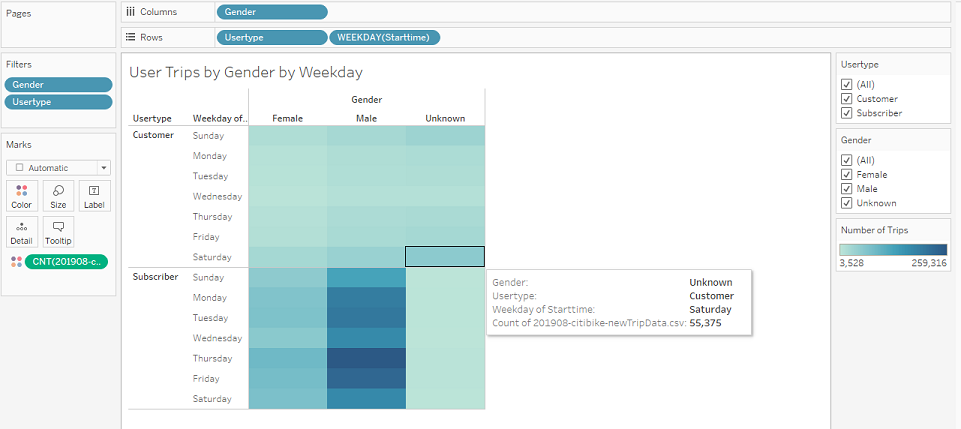 Pages
Columns
Gender
Rows
Usertype
WEEKDAY(Starttime)
Filters
Gender
Usertype
Marks
Automatic
Color
Size
Label
Detail
Tooltip
CNT(201908-c..
User Trips by Gender by Weekday
Gender
Usertype Weekday of.. Female Male Unknown
Customer Sunday
Monday
Tuesday
Wednesday
Thursday
Friday
Saturday
Subscriber Sunday
Monday
Tuesday
Wednesday
Thursday
Friday
Saturday
Gender: Unknown
Usertype: Customer
Weekday of Starttime: Saturday
Count of 201908-citibike-newTripData.csv: 55,375
Usertype
(All)
Customer
Subscriber
Gender
(All)
Female
Male
Unknown
Number of Trips
3,528 259,316